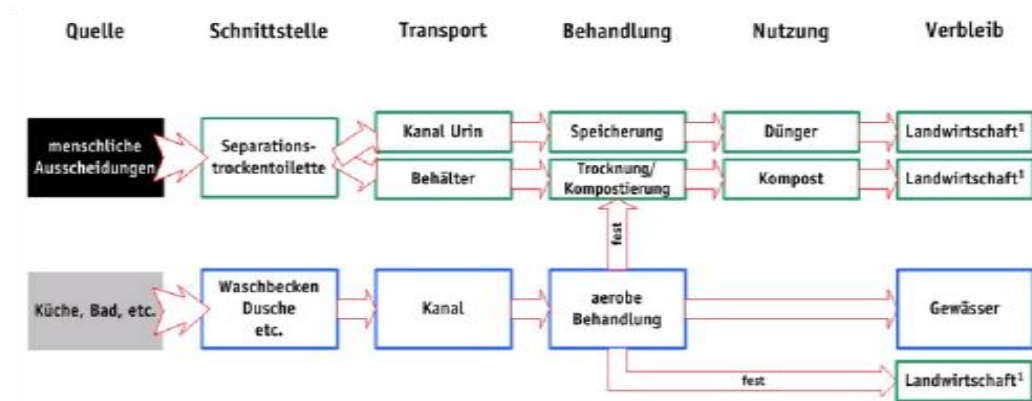 Quelle Schnittstelle Transport Behandlung Nutzung Verbleib
menschliche
Ausscheidungen
Separations-
trockentoilette
Kanal Urin
Speicherung
Dünger
Landwirtschaft¹
Behälter
Trocknung/
Kompostierung
Kompost
Landwirtschaft¹
fest
Küche, Bad, etc.
Waschbecken
Dusche
etc.
Kanal
aerobe
Behandlung
Gewässer
fest
Landwirtschaft¹